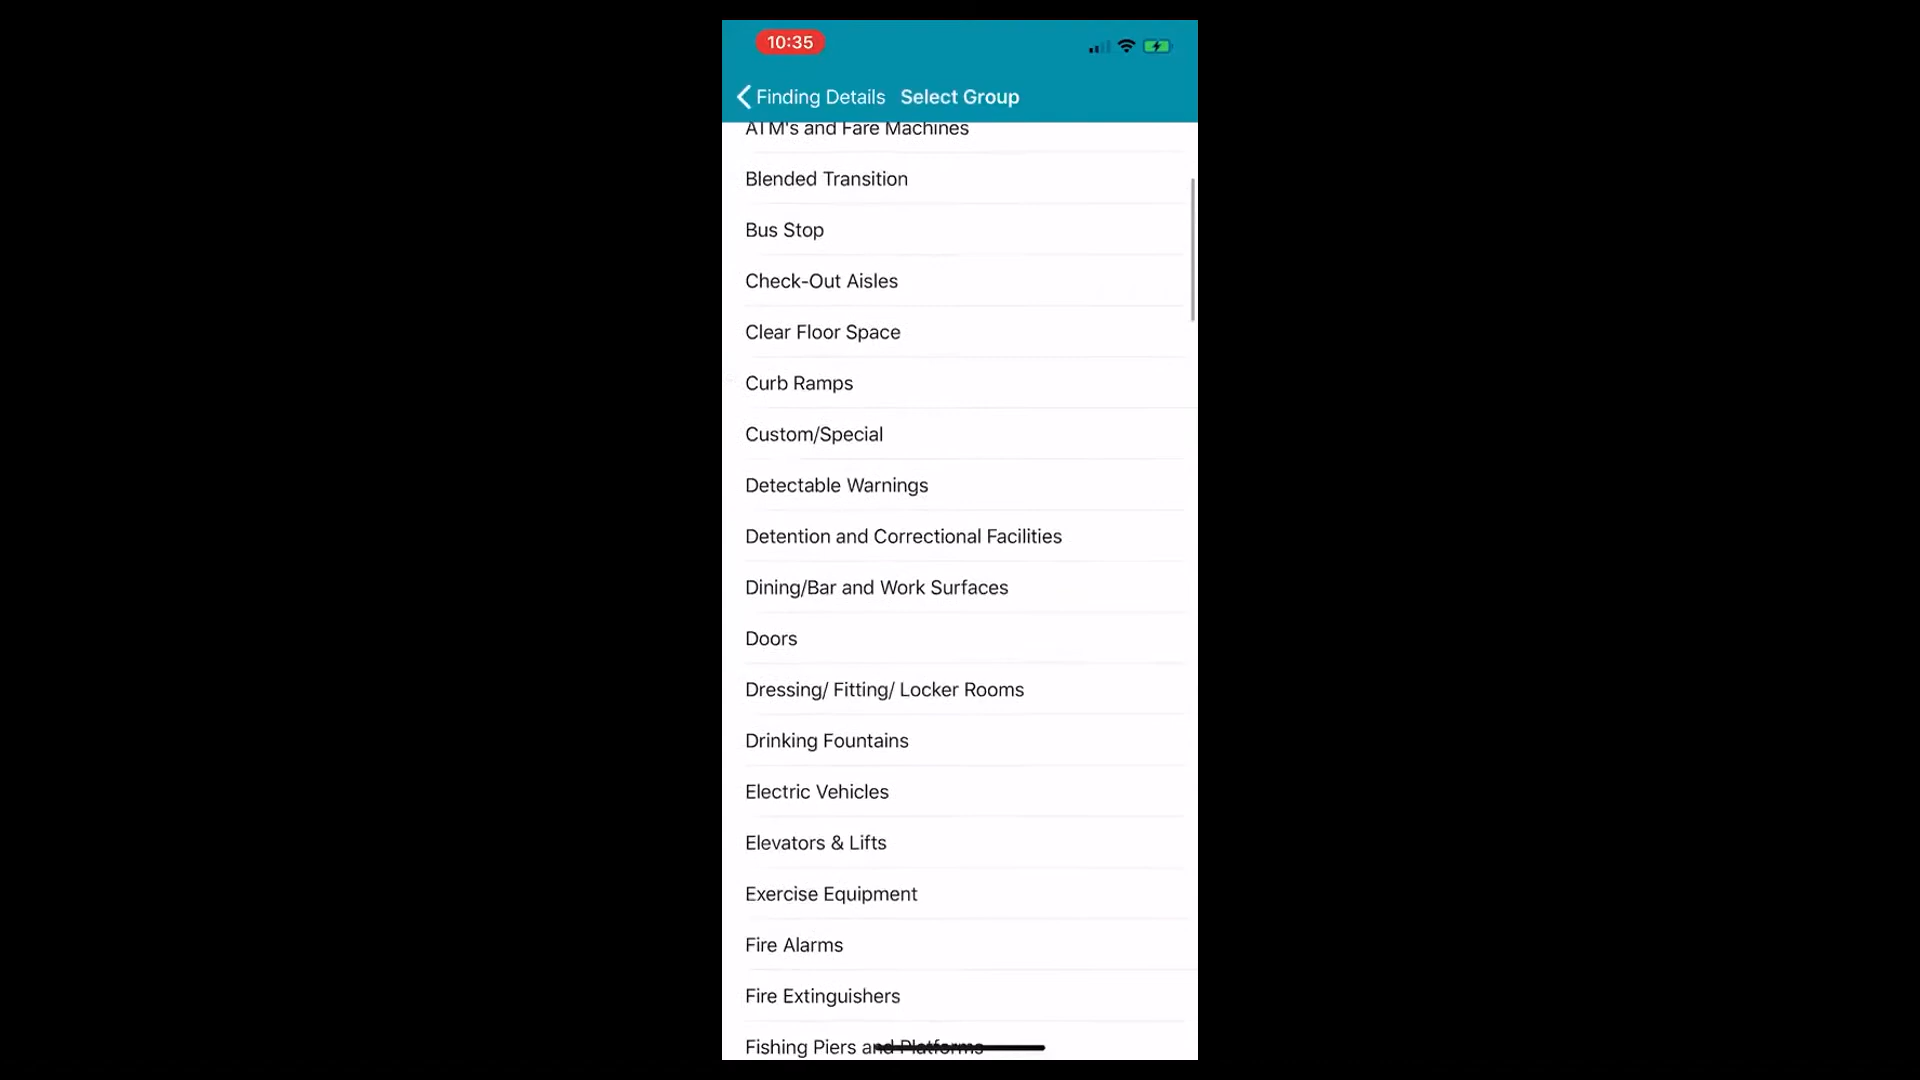 10:35
Finding Details Select Group
ATM's and Fare Machines
Blended Transition
Bus Stop
Check-Out Aisles
Clear Floor Space
Curb Ramps
Custom/Special
Detectable Warnings
Detention and Correctional Facilities
Dining/Bar and Work Surfaces
Doors
Dressing/ Fitting/ Locker Rooms
Drinking Fountains
Electric Vehicles
Elevators & Lifts
Exercise Equipment
Fire Alarms
Fire Extinguishers
Fishing Piers and Platforms